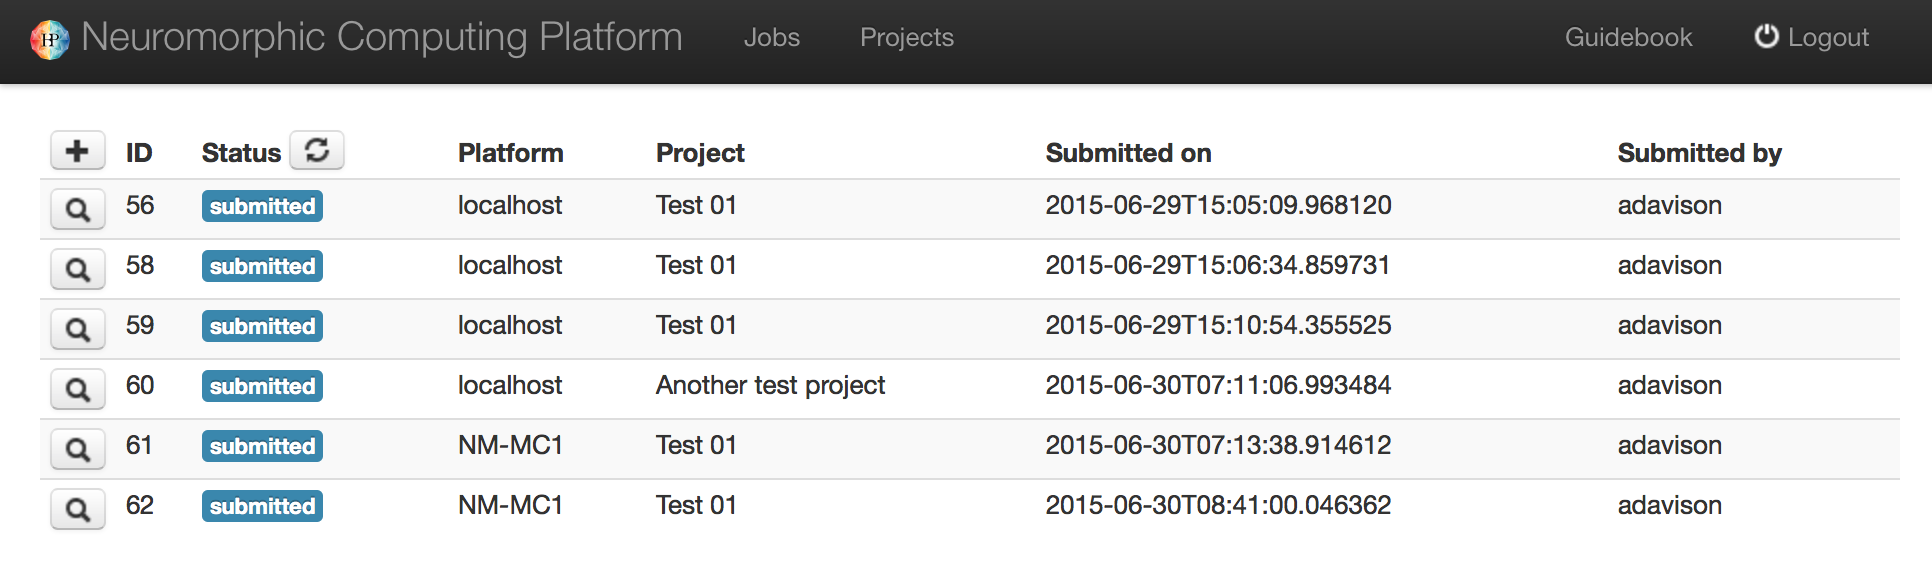 HP Neuromorphic Computing Platform Jobs Projects Guidebook Logout
ID Status Platform Project Submitted on Submitted by
56 submitted localhost Test 01 2015-06-29T15:05:09.968120 adavison
58 submitted localhost Test 01 2015-06-29T15:06:34.859731 adavison
59 submitted localhost Test 01 2015-06-29T15:10:54.355525 adavison
60 submitted localhost Another test project 2015-06-30T07:11:06.993484 adavison
61 submitted NM-MC1 Test 01 2015-06-30T07:13:38.914612 adavison
62 submitted NM-MC1 Test 01 2015-06-30T08:41:00.046362 adavison